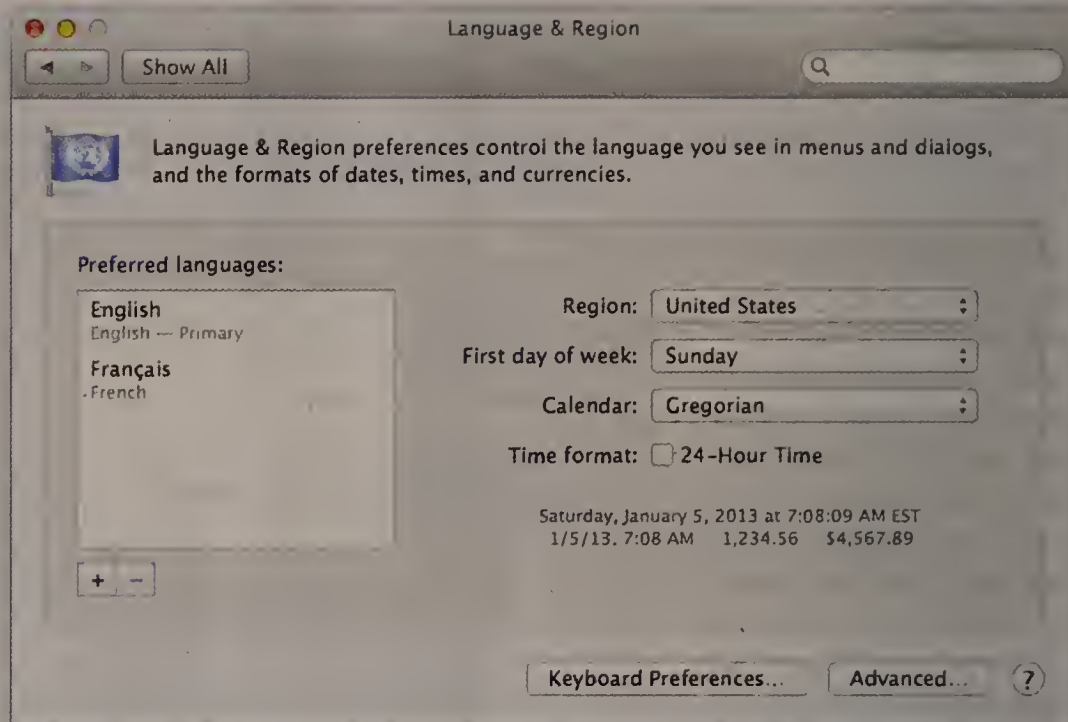 Language & Region
Show All
Language & Region preferences control the language you see in menus and dialogs,
and the formats of dates, times, and currencies.
Preferred languages:
English
English — Primary
Français
French
Region: United States
First day of week: Sunday
Calendar: Gregorian
Time format: 24-Hour Time
Saturday, January 5, 2013 at 7:08:09 AM EST
1/5/13, 7:08 AM 1,234.56 $4,567.89
+ −
Keyboard Preferences... Advanced... ?